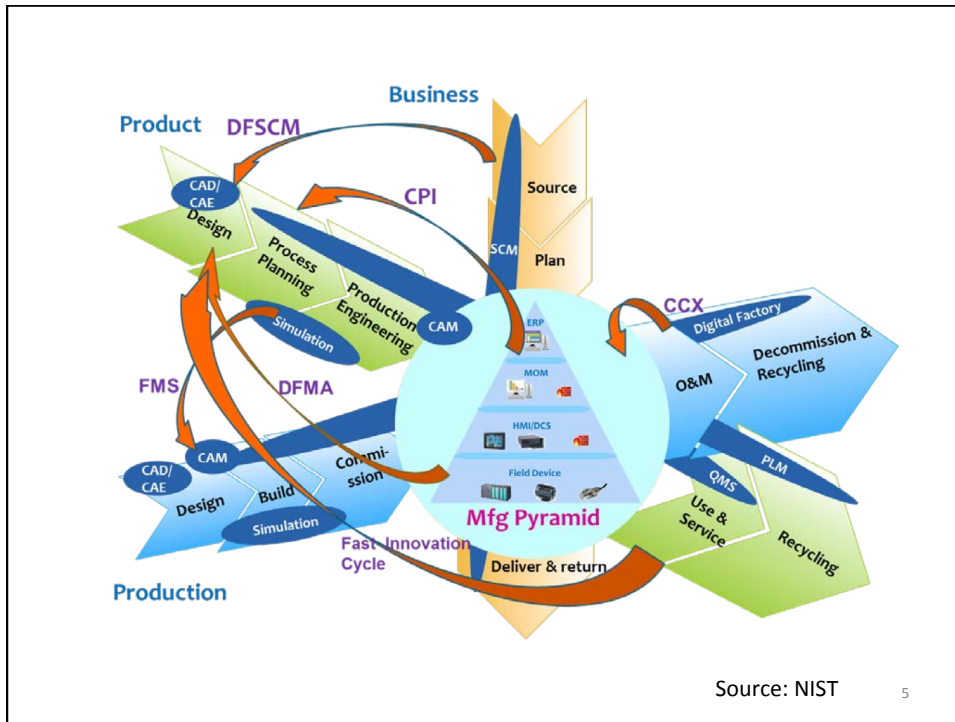 Business
Product
DFSCM
CAD/
CAE
Design
CPI
Source
Process
Planning
SCM
Plan
Production
Engineering
CAM
Simulation
CCX
Digital Factory
Decommission &
Recycling
O&M
ERP
MOM
HMI/DCS
Field Device
Mfg Pyramid
FMS
DFMA
CAM
CAD/
CAE
Design
Build
Commi-
ssion
Simulation
PLM
QMS
Use &
Service
Recycling
Fast Innovation
Cycle
Deliver & return
Production
Source: NIST
5